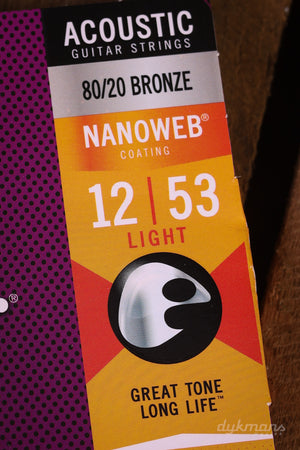 ACOUSTIC
GUITAR STRINGS
80/20 BRONZE
NANOWEB®
COATING
12 | 53
LIGHT
®
GREAT TONE
LONG LIFE™
dykmans